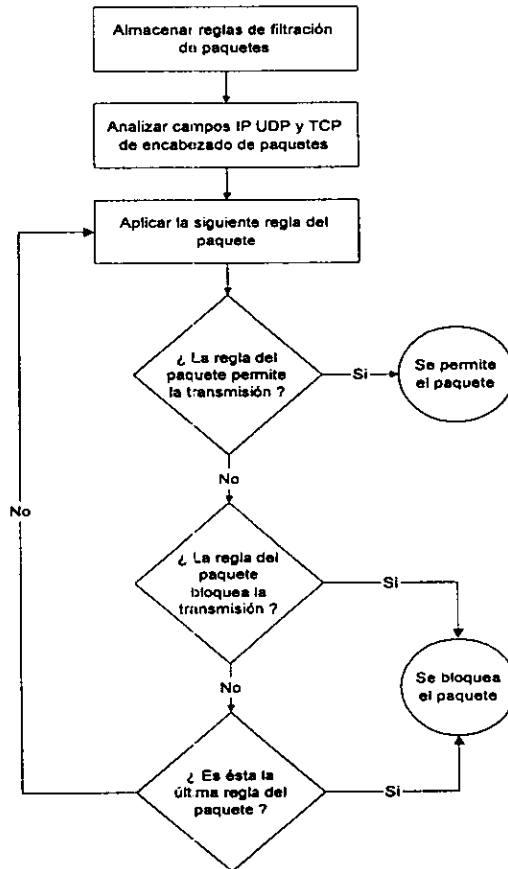 Almacenar reglas de filtración
de paquetes
Analizar campos IP UDP y TCP
de encabezado de paquetes
Aplicar la siguiente regla del
paquete
¿ La regla del
paquete permite
la transmisión ?
Si
Se permite
el paquete
No
No
¿ La regla del
paquete
bloquea la
transmisión ?
Si
Se bloquea
el paquete
No
¿ Es ésta la
última regla del
paquete ?
Si